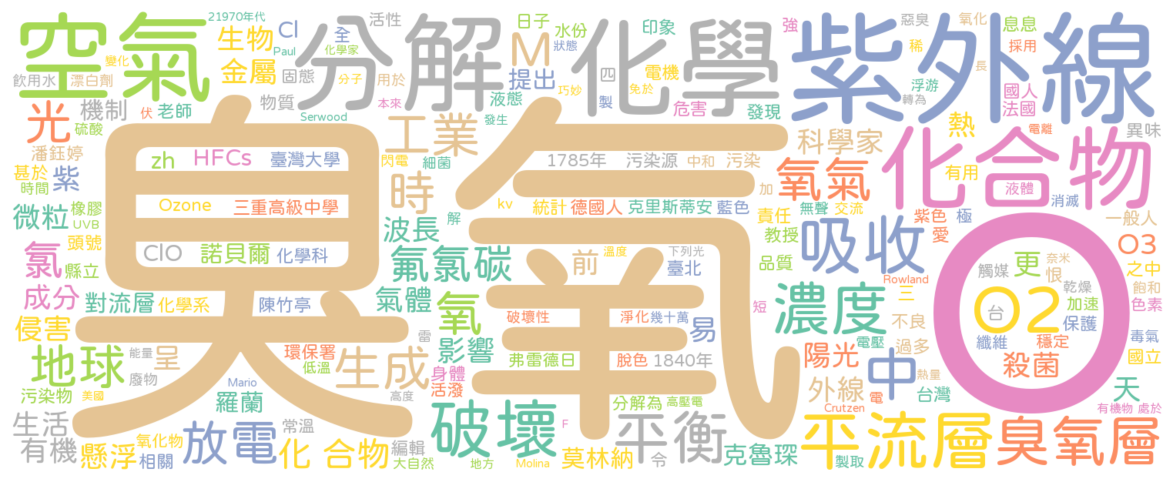 空氣
分解
化學
紫外線
21970年代
生物
Cl
全
活性
日子
水份
印象
強
惡臭
氧化
息息
Paul
化學家
M
稀
採用
變化
狀態
金屬
固態
提出
四
電機
浮游
國人
飲用水
漂白劑
分子
用於
巧妙
免於
轉為
長
光
機制
物質
本來
液態
製
危害
發現
法國
硫酸
伏
老師
Serwood
發生
工業
科學家
熱
電離
異味
潘鈺婷
zh
HFCs
臺灣大學
閃電
細菌
1785年
污染源
中和
污染
氧氣
有用
液體
化合物
甚於
時間
紫
Ozone
三重高級中學
時
kv
統計
德國人
克里斯蒂安
藍色
加
責任
無聲
交流
紫色
極
消滅
微粒
橡膠
UVB
臭氧
波長
解
教授
愛
一般人
氯
頭號
縣立
ClO
諾貝爾
化學科
氟氯碳
前
溫度
下列光
臺北
品質
吸收
O
觸媒
更
奈米
恨
之中
O3
成分
對流層
化學系
陳竹亭
氣體
氧
破壞性
淨化
幾十萬
短
濃度
Rowland
三
O2
台
乾燥
加速
飽和
色素
侵害
雷
影響
易
不良
電壓
保護
纖維
穩定
毒氣
地球
能量
環保署
低溫
生成
弗雷德日
脫色
1840年
陽光
過多
中
殺菌
國立
呈
廢物
Mario
身體
活潑
外線
熱量
台灣
天
污染物
美國
羅蘭
高度
破壞
分解為
高壓電
電
Crutzen
有機物
處於
生活
有機
懸浮
氧化物
相關
放電
常溫
化 合物
編輯
大自然
地方
F
Molina
莫林納
平衡
令
克魯琛
平流層
製取
臭氧層